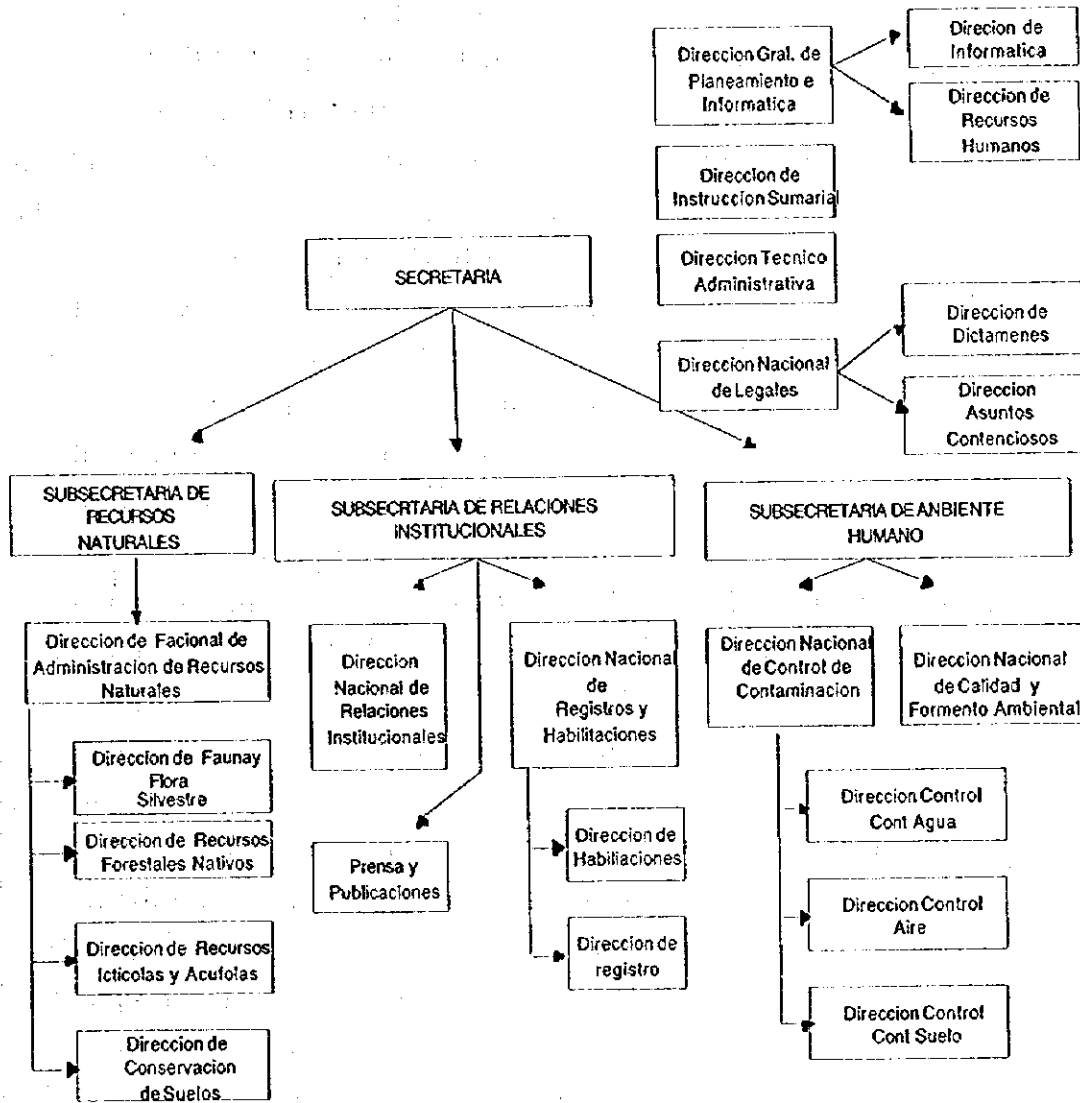 Direccion Gral. de
Planeamiento e
Informatica
Direcion de
Informatica
Direccion de
Recursos
Humanos
Direccion de
Instruccion Sumarial
Direccion Tecnico
Administrativa
SECRETARIA
Direccion Nacional
de Legales
Direccion de
Dictamenes
Direccion
Asuntos
Contenciosos
SUBSECRETARIA DE
RECURSOS
NATURALES
SUBSECRTARIA DE RELACIONES
INSTITUCIONALES
SUBSECRETARIA DE ANBIENTE
HUMANO
Direccion de Facional de
Administracion de Recursos
Naturales
Direccion
Nacional de
Relaciones
Institucionales
Direccion Nacional
de
Registros y
Habilitaciones
Direccion Nacional
de Control de
Contaminacion
Direccion Nacional
de Calidad y
Formento Ambiental
Direccion de Fauna y
Flora
Silvestre
Direccion de Recursos
Forestales Nativos
Direccion de Recursos
Icticolas y Acufolas
Direccion de
Conservacion
de Suelos
Prensa y
Publicaciones
Direccion de
Habiliaciones
Direccion de
registro
Direccion Control
Cont Agua
Direccion Control
Aire
Direccion Control
Cont Suelo